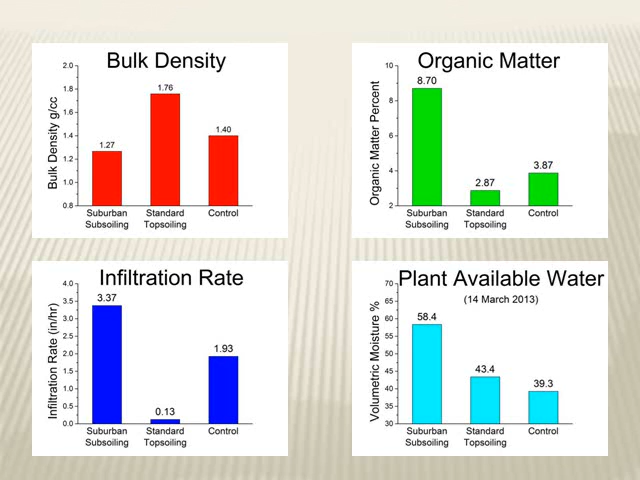 Bulk Density
Bulk Density g/cc
2.0
1.8
1.6
1.4
1.2
1.0
0.8
1.27
1.76
1.40
Suburban Subsoiling
Standard Topsoiling
Control
Organic Matter
Organic Matter Percent
10
8
6
4
2
8.70
2.87
3.87
Suburban Subsoiling
Standard Topsoiling
Control
Infiltration Rate
Infiltration Rate (in/hr)
4.0
3.5
3.0
2.5
2.0
1.5
1.0
0.5
0.0
3.37
0.13
1.93
Suburban Subsoiling
Standard Topsoiling
Control
Plant Available Water
(14 March 2013)
Volumetric Moisture %
70
65
60
55
50
45
40
35
30
58.4
43.4
39.3
Suburban Subsoiling
Standard Topsoiling
Control